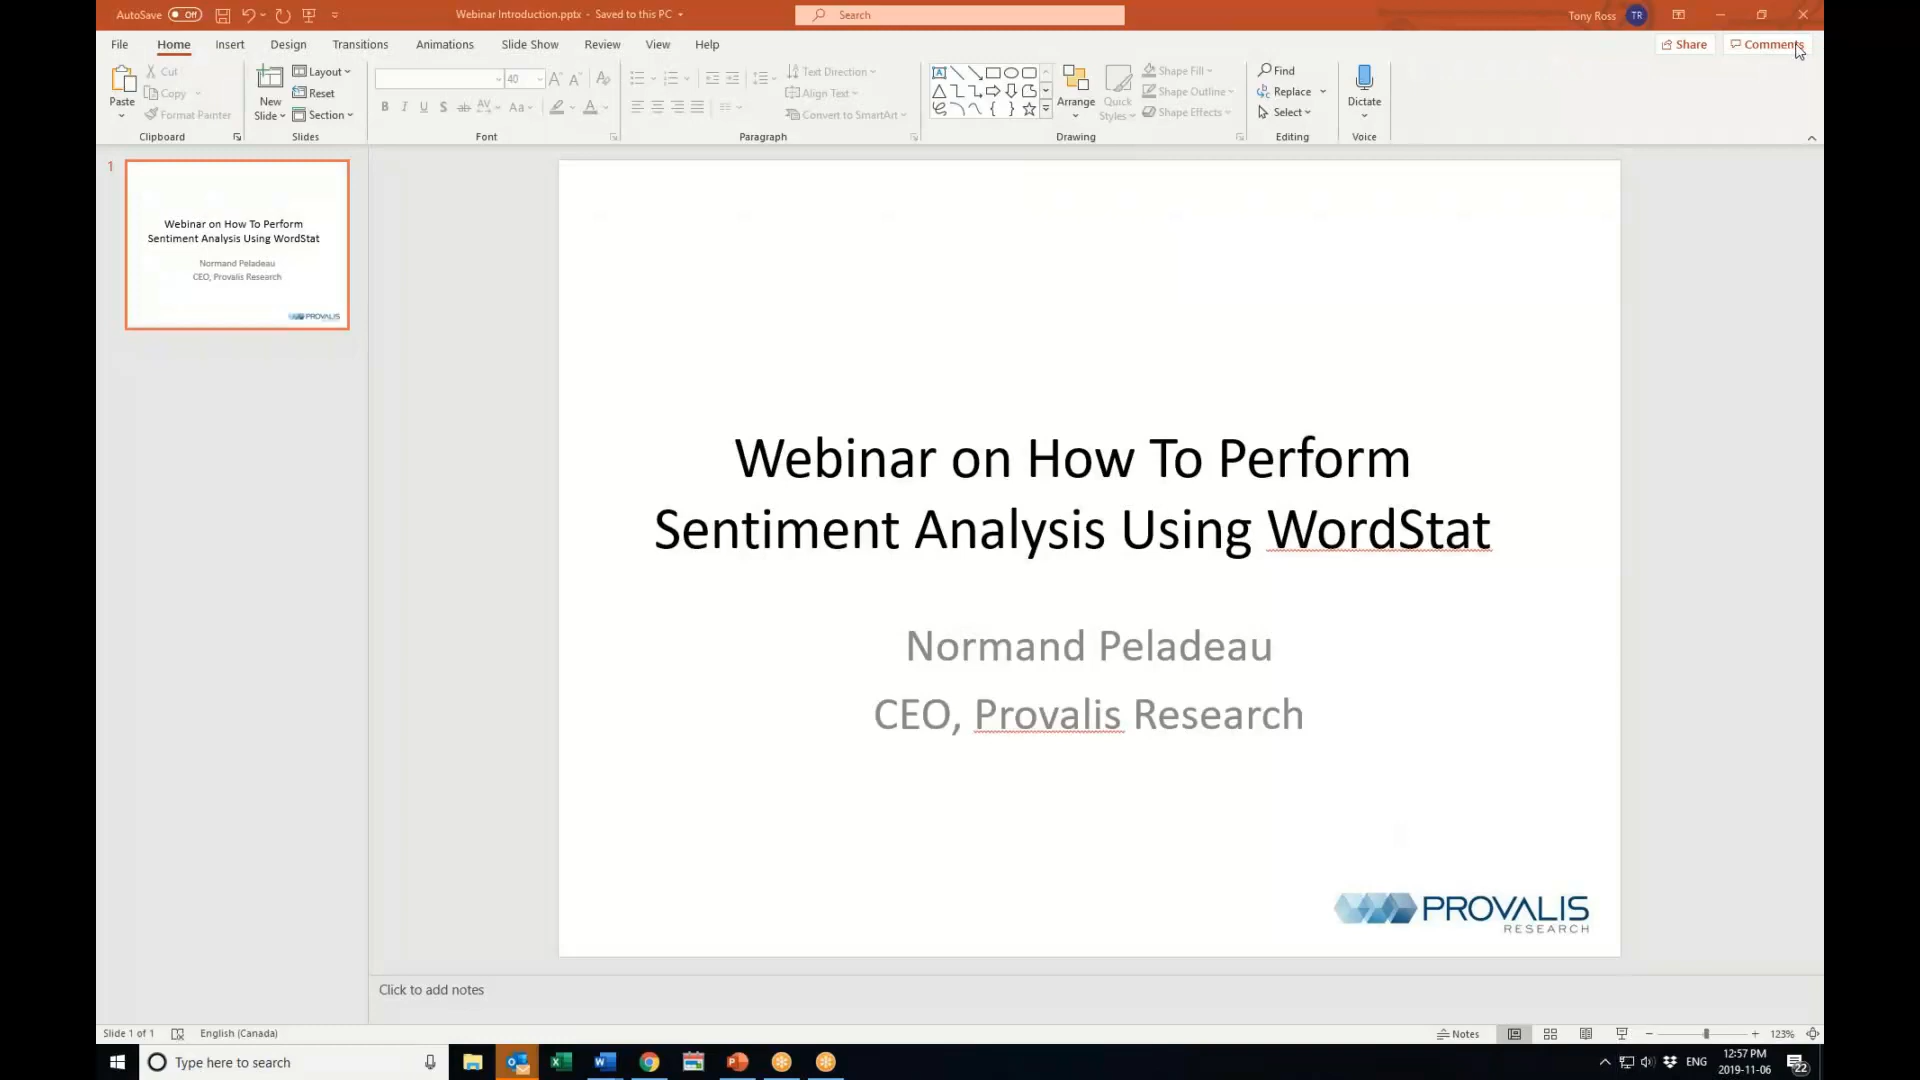 AutoSave Off
Webinar Introduction.pptx - Saved to this PC
Search
Tony Ross TR
File Home Insert Design Transitions Animations Slide Show Review View Help
Share Comments
Paste
Cut
Copy
Format Painter
Clipboard
New
Slide
Layout
Reset
Section
Slides
40
B I U S ab AV Aa A
Font
Text Direction
Align Text
Convert to SmartArt
Paragraph
Arrange
Quick
Styles
Shape Fill
Shape Outline
Shape Effects
Drawing
Find
Replace
Select
Editing
Dictate
Voice
1
Webinar on How To Perform
Sentiment Analysis Using WordStat
Normand Peladeau
CEO, Provalis Research
PROVALIS
Webinar on How To Perform
Sentiment Analysis Using WordStat
Normand Peladeau
CEO, Provalis Research
PROVALIS
RESEARCH
Click to add notes
Slide 1 of 1 English (Canada)
Notes
123%
Type here to search
ENG
12:57 PM
2019-11-06
22